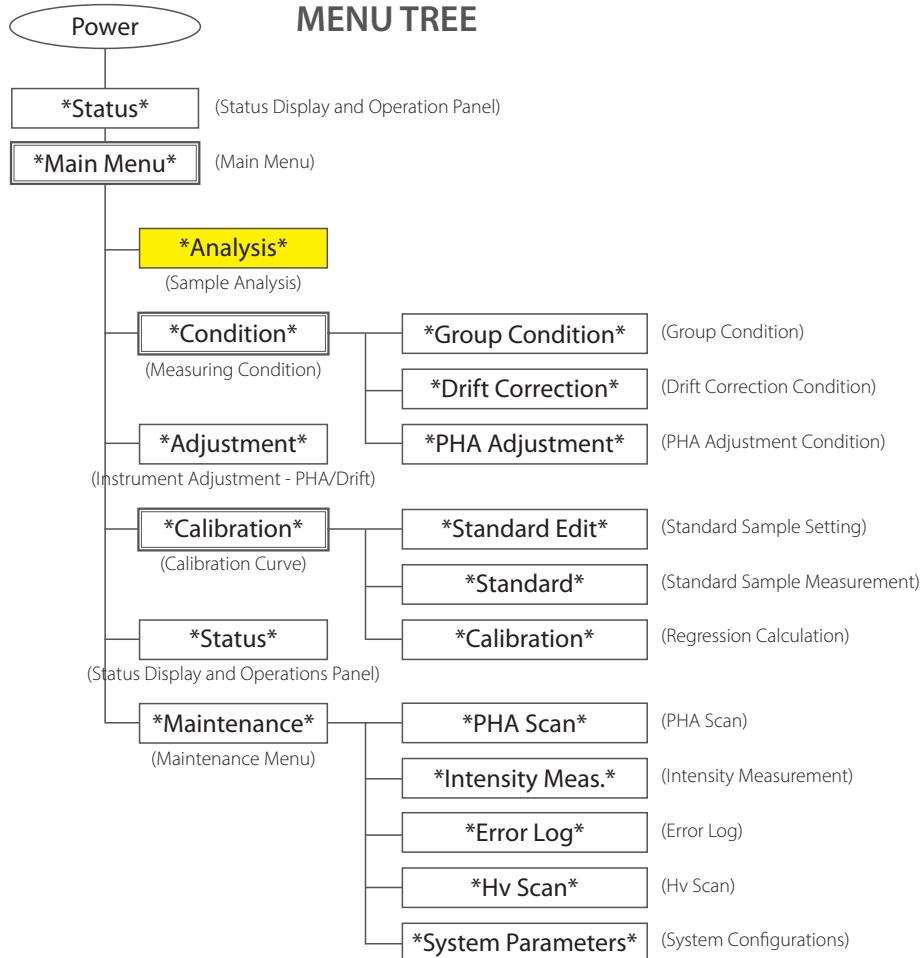 MENU TREE
Power
*Status*
(Status Display and Operation Panel)
*Main Menu*
(Main Menu)
*Analysis*
(Sample Analysis)
*Condition*
(Measuring Condition)
*Group Condition*
(Group Condition)
*Drift Correction*
(Drift Correction Condition)
*PHA Adjustment*
(PHA Adjustment Condition)
*Adjustment*
(Instrument Adjustment - PHA/Drift)
*Calibration*
(Calibration Curve)
*Standard Edit*
(Standard Sample Setting)
*Standard*
(Standard Sample Measurement)
*Calibration*
(Regression Calculation)
*Status*
(Status Display and Operations Panel)
*Maintenance*
(Maintenance Menu)
*PHA Scan*
(PHA Scan)
*Intensity Meas.*
(Intensity Measurement)
*Error Log*
(Error Log)
*Hv Scan*
(Hv Scan)
*System Parameters*
(System Configurations)